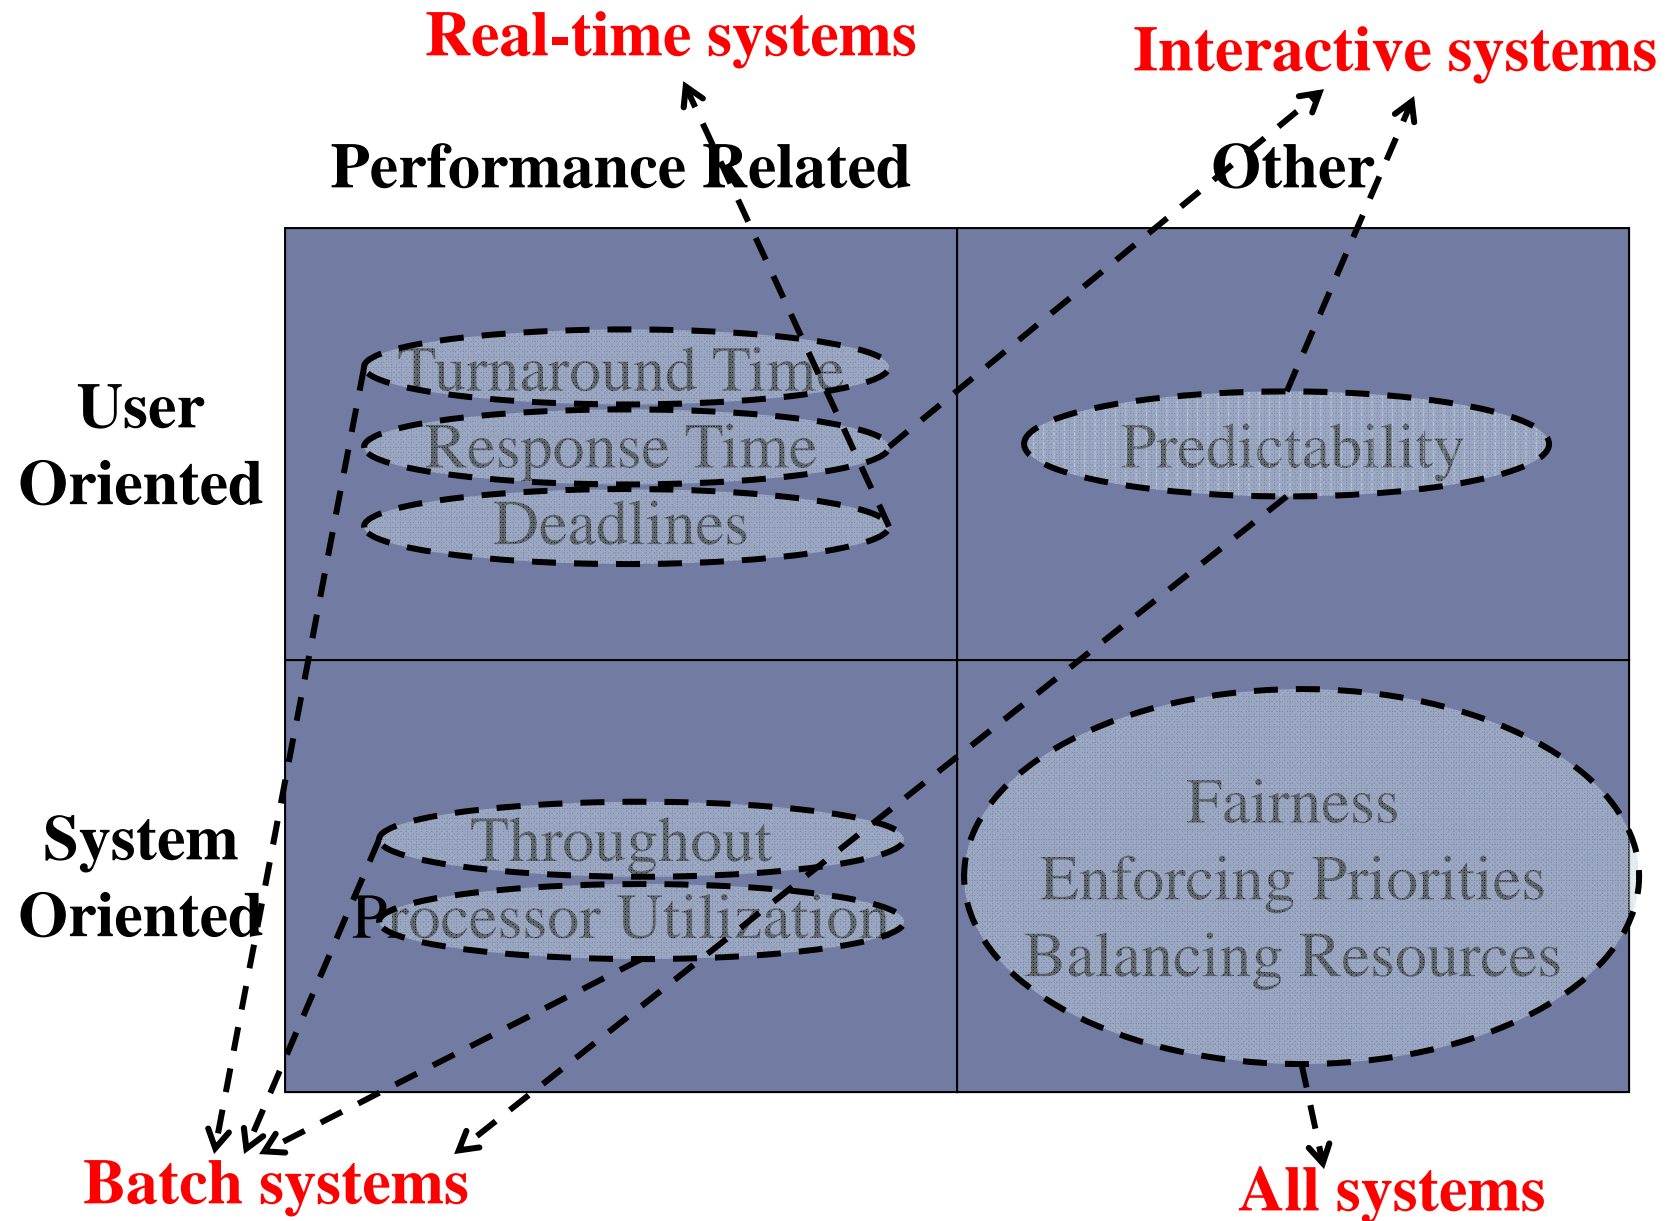 Real-time systems
Interactive systems
Performance Related
Other
User
Oriented
Turnaround Time
Response Time
Deadlines
Predictability
System
Oriented
Throughout
Processor Utilization
Fairness
Enforcing Priorities
Balancing Resources
Batch systems
All systems